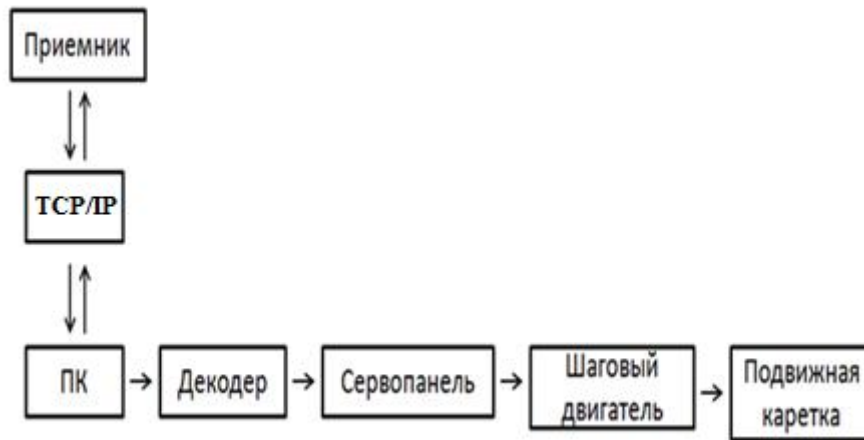 Приемник
TCP/IP
ПК
Декодер
Сервопанель
Шаговый
двигатель
Подвижная
каретка